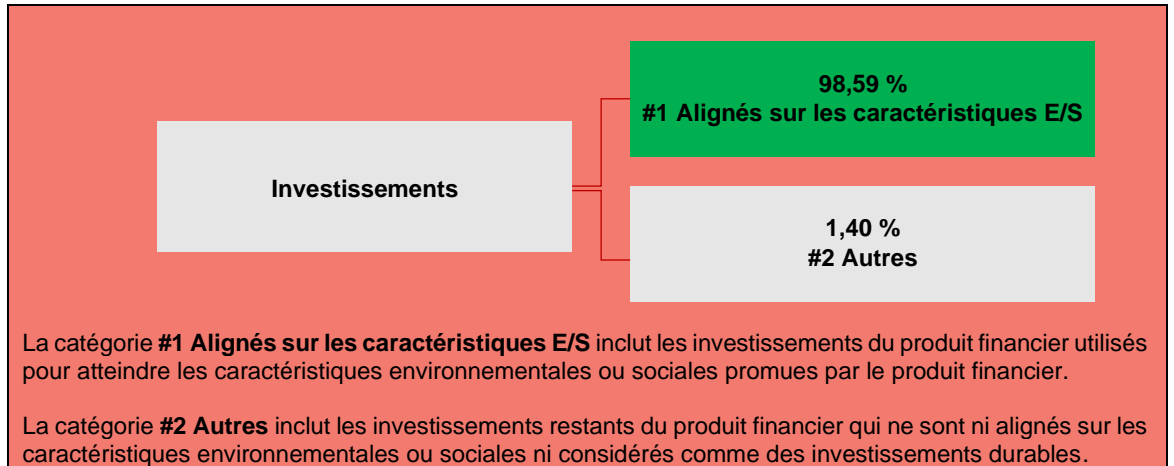 98,59 %
#1 Alignés sur les caractéristiques E/S
Investissements
1,40 %
#2 Autres
La catégorie #1 Alignés sur les caractéristiques E/S inclut les investissements du produit financier utilisés
pour atteindre les caractéristiques environnementales ou sociales promues par le produit financier.
La catégorie #2 Autres inclut les investissements restants du produit financier qui ne sont ni alignés sur les
caractéristiques environnementales ou sociales ni considérés comme des investissements durables.